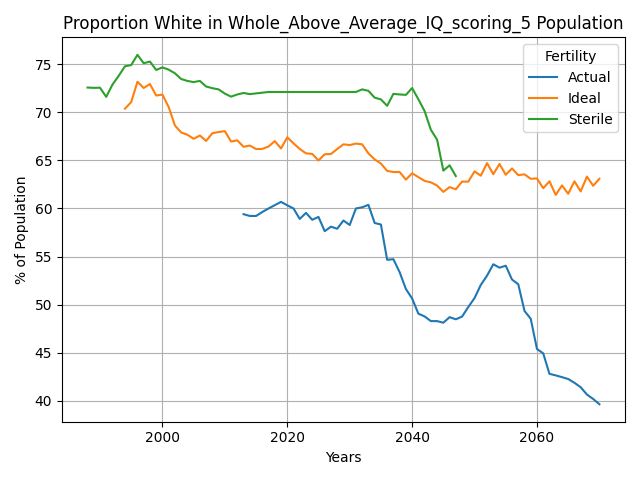 Proportion White in Whole_Above_Average_IQ_scoring_5 Population
Fertility
Actual
Ideal
Sterile
% of Population
75
70
65
60
55
50
45
40
2000
2020
2040
2060
Years